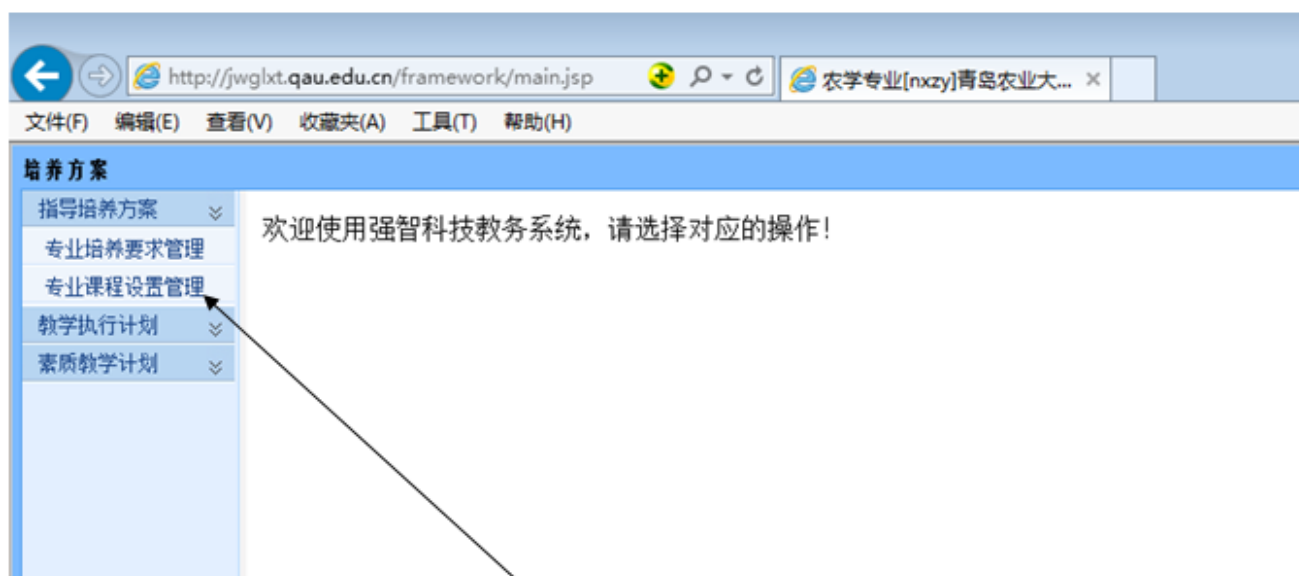 http://jwglxt.qau.edu.cn/framework/main.jsp 农学专业[nxzy]青岛农业大...
文件(F) 编辑(E) 查看(V) 收藏夹(A) 工具(T) 帮助(H)
培养方案
指导培养方案
欢迎使用强智科技教务系统，请选择对应的操作！
专业培养要求管理
专业课程设置管理
教学执行计划
素质教学计划